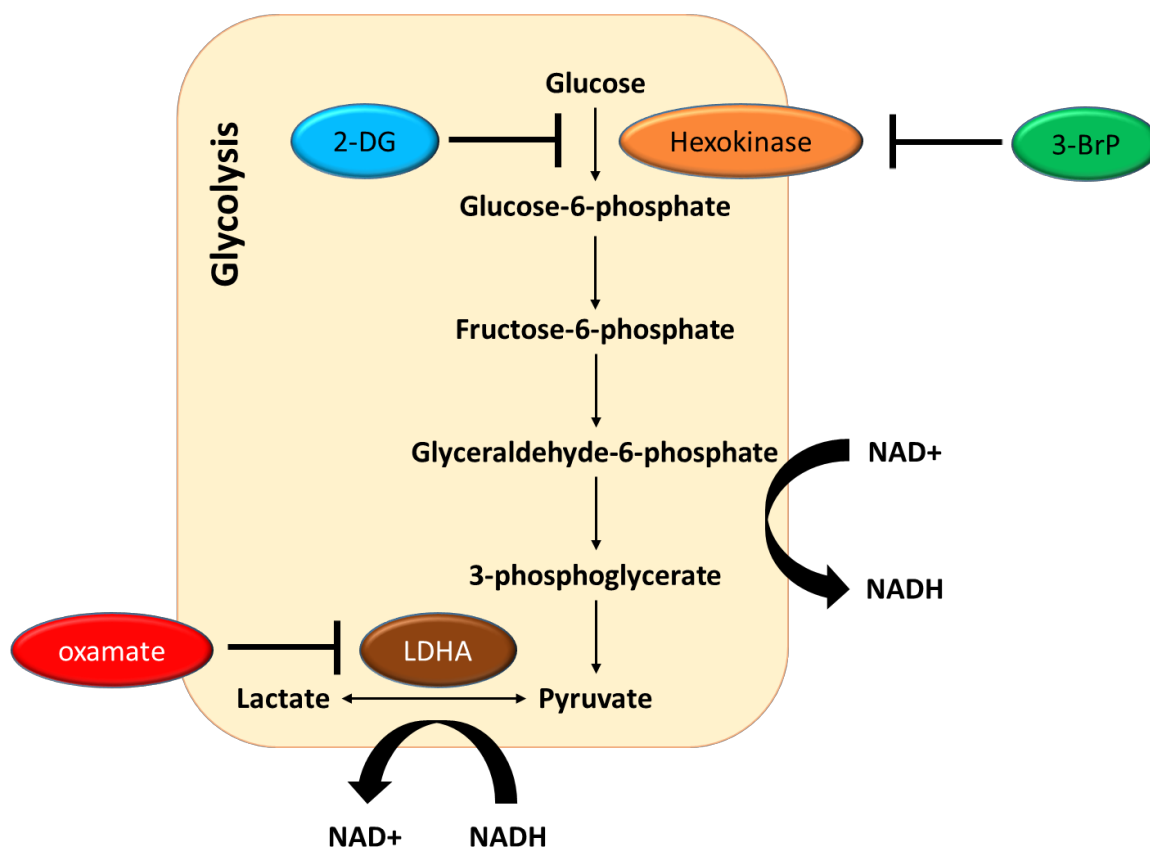 Glycolysis
Glucose
2-DG
Hexokinase
3-BrP
Glucose-6-phosphate
Fructose-6-phosphate
Glyceraldehyde-6-phosphate
NAD+
3-phosphoglycerate
NADH
oxamate
LDHA
Lactate
Pyruvate
NAD+
NADH